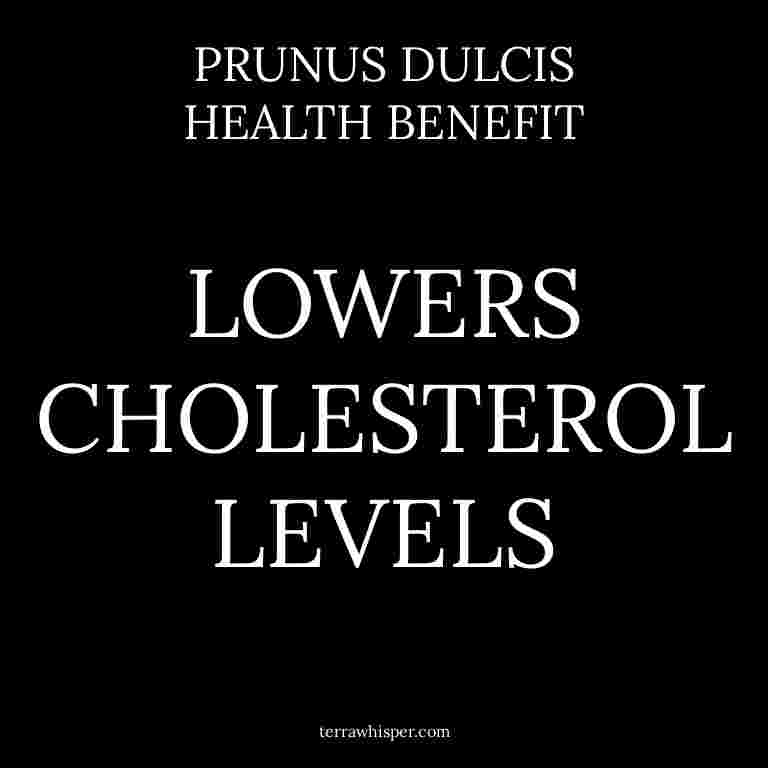 PRUNUS DULCIS
HEALTH BENEFIT
LOWERS
CHOLESTEROL
LEVELS
terrawhisper.com